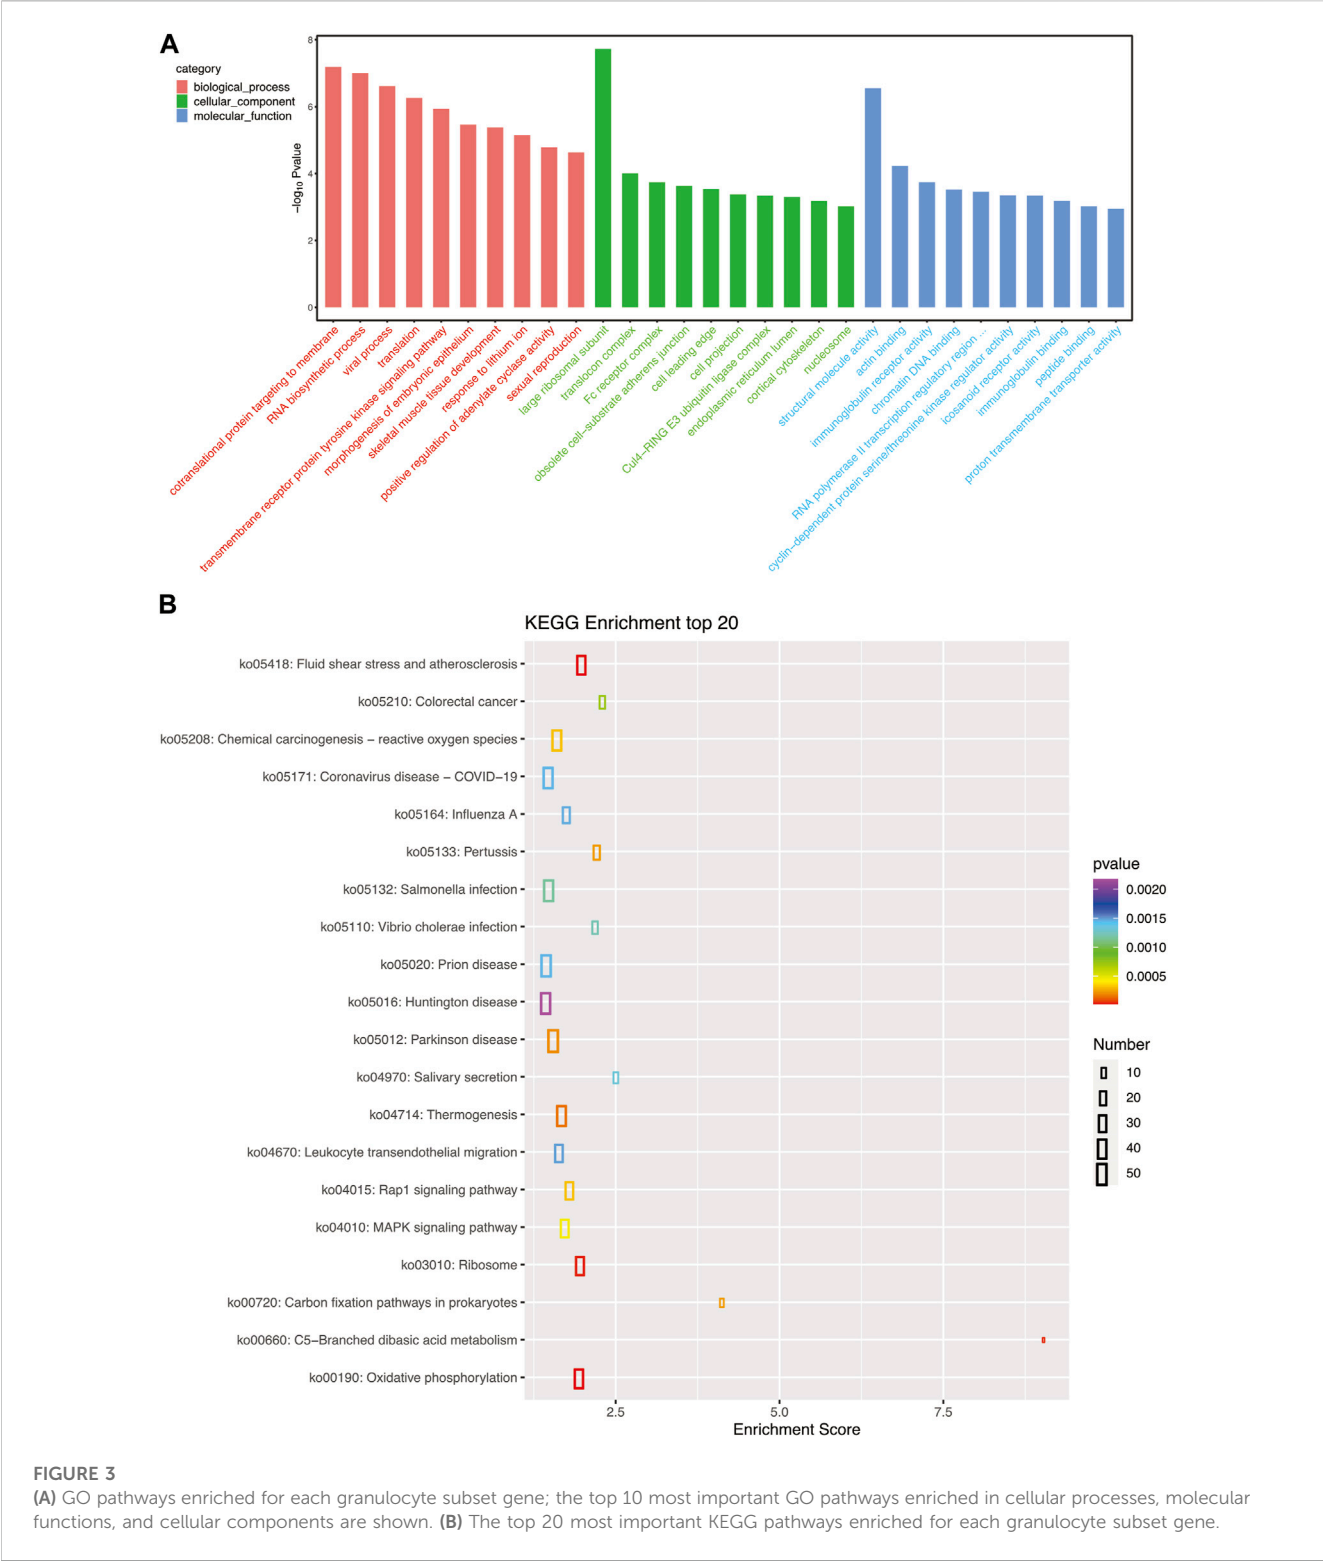 A
category
biological_process
cellular_component
molecular_function
−log10 Pvalue
8
6
4
2
0
cotranslational protein targeting to membrane
RNA biosynthetic process
viral process
translation
transmembrane receptor protein tyrosine kinase signaling pathway
morphogenesis of embryonic epithelium
skeletal muscle tissue development
response to lithium ion
positive regulation of adenylate cyclase activity
sexual reproduction
large ribosomal subunit
translocon complex
Fc receptor complex
obsolete cell−substrate adherens junction
cell leading edge
cell projection
Cul4−RING E3 ubiquitin ligase complex
endoplasmic reticulum lumen
cortical cytoskeleton
nucleosome
structural molecule activity
actin binding
immunoglobulin receptor activity
chromatin DNA binding
RNA polymerase II transcription regulatory region ...
cyclin−dependent protein serine/threonine kinase regulator activity
icosanoid receptor activity
immunoglobulin binding
peptide binding
proton transmembrane transporter activity
B
KEGG Enrichment top 20
ko05418: Fluid shear stress and atherosclerosis
ko05210: Colorectal cancer
ko05208: Chemical carcinogenesis − reactive oxygen species
ko05171: Coronavirus disease − COVID−19
ko05164: Influenza A
ko05133: Pertussis
ko05132: Salmonella infection
ko05110: Vibrio cholerae infection
ko05020: Prion disease
ko05016: Huntington disease
ko05012: Parkinson disease
ko04970: Salivary secretion
ko04714: Thermogenesis
ko04670: Leukocyte transendothelial migration
ko04015: Rap1 signaling pathway
ko04010: MAPK signaling pathway
ko03010: Ribosome
ko00720: Carbon fixation pathways in prokaryotes
ko00660: C5−Branched dibasic acid metabolism
ko00190: Oxidative phosphorylation
2.5 5.0 7.5
Enrichment Score
pvalue
0.0020
0.0015
0.0010
0.0005
Number
10
20
30
40
50
FIGURE 3
(A) GO pathways enriched for each granulocyte subset gene; the top 10 most important GO pathways enriched in cellular processes, molecular
functions, and cellular components are shown. (B) The top 20 most important KEGG pathways enriched for each granulocyte subset gene.